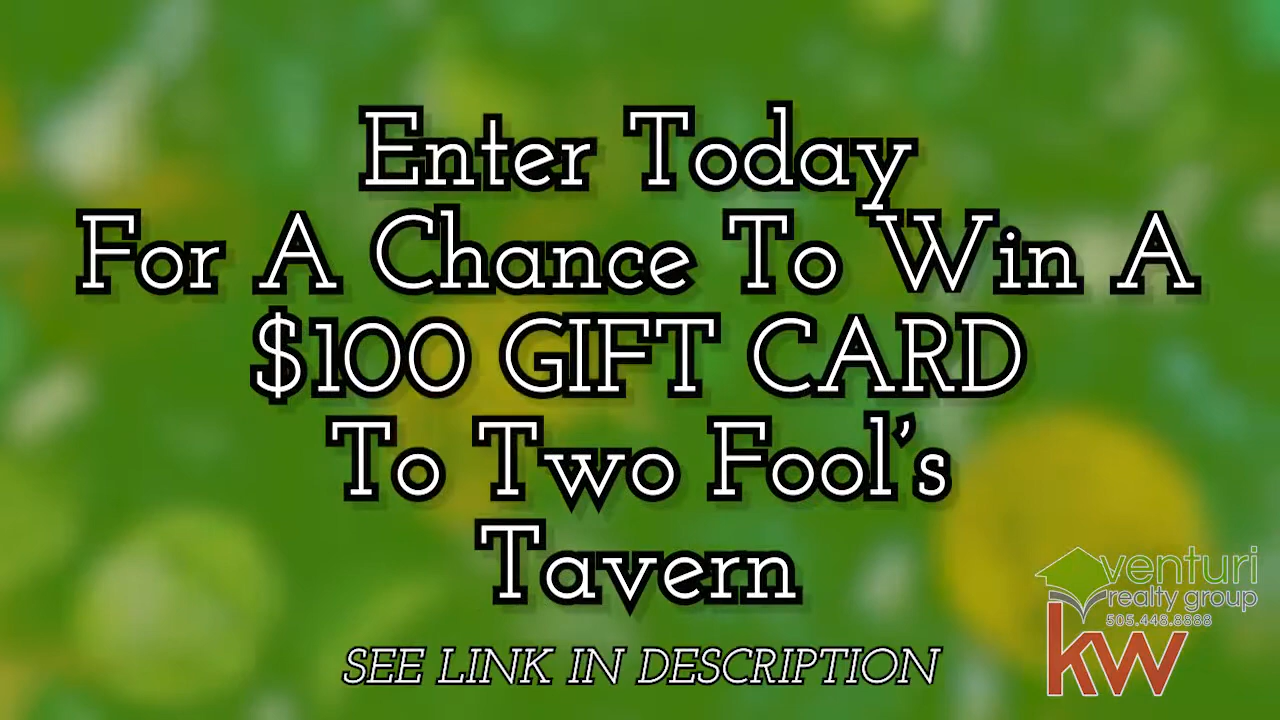 Enter Today
For A Chance To Win A
$100 GIFT CARD
To Two Fool's
Tavern
SEE LINK IN DESCRIPTION
venturi
realty group
505.448.8888
kw